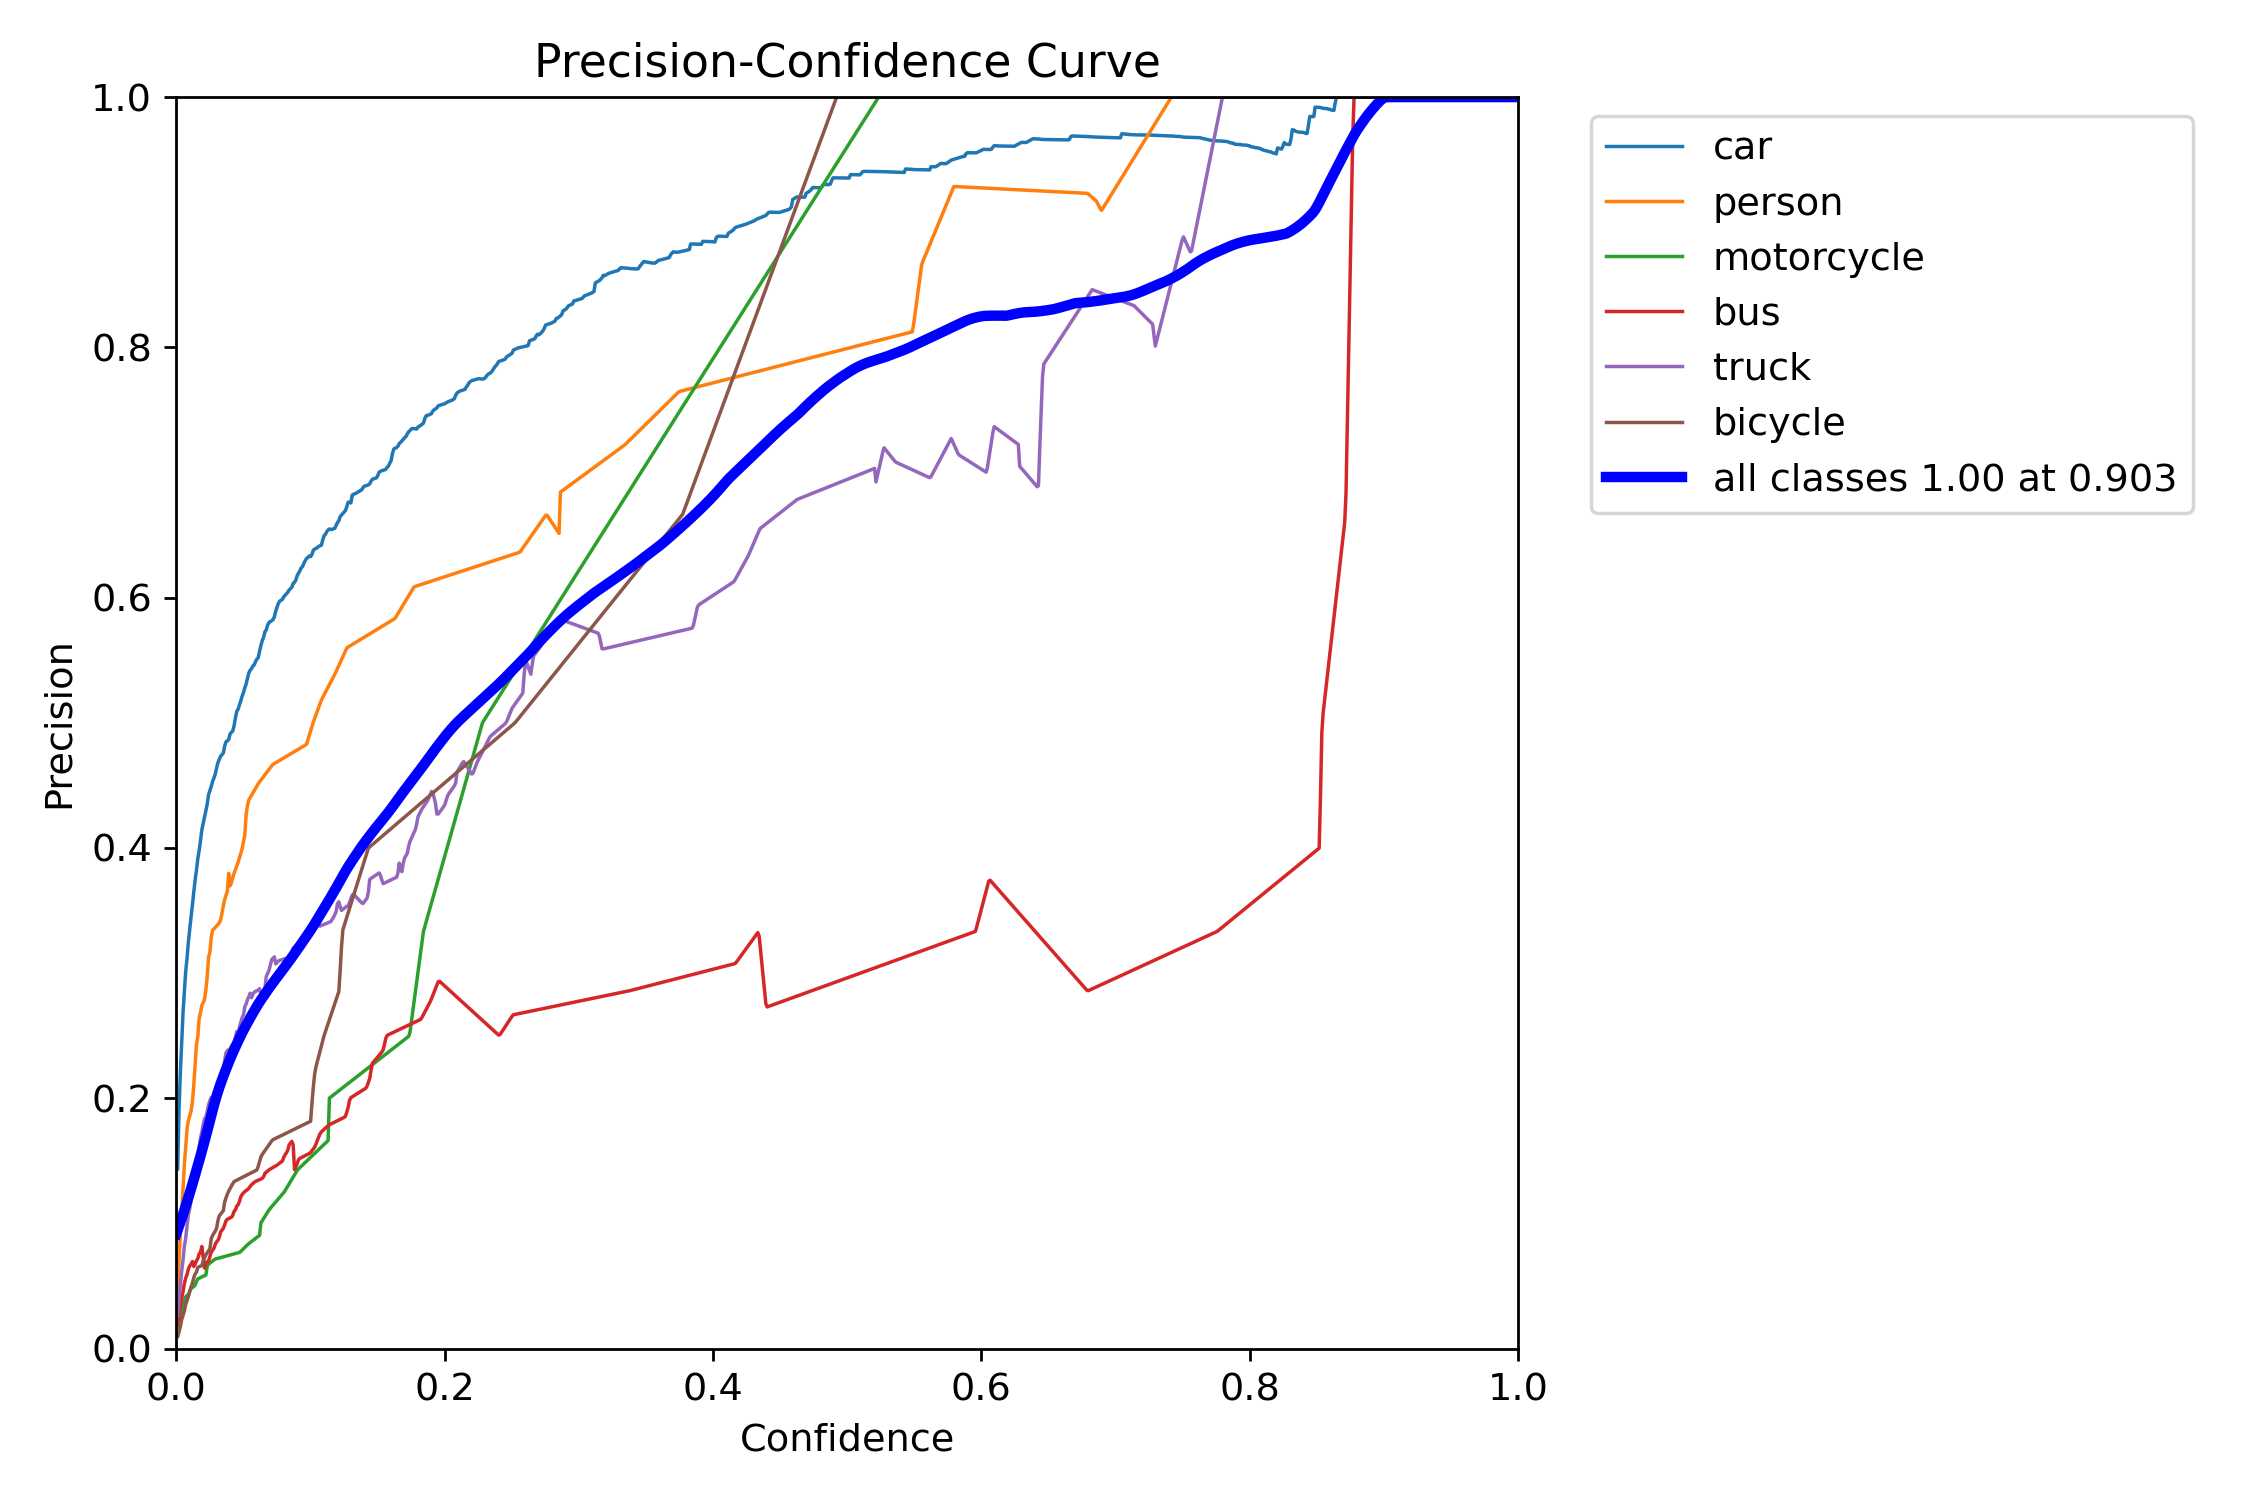 Precision-Confidence Curve
1.0
0.8
0.6
0.4
0.2
0.0
Precision
0.0 0.2 0.4 0.6 0.8 1.0
Confidence
car
person
motorcycle
bus
truck
bicycle
all classes 1.00 at 0.903